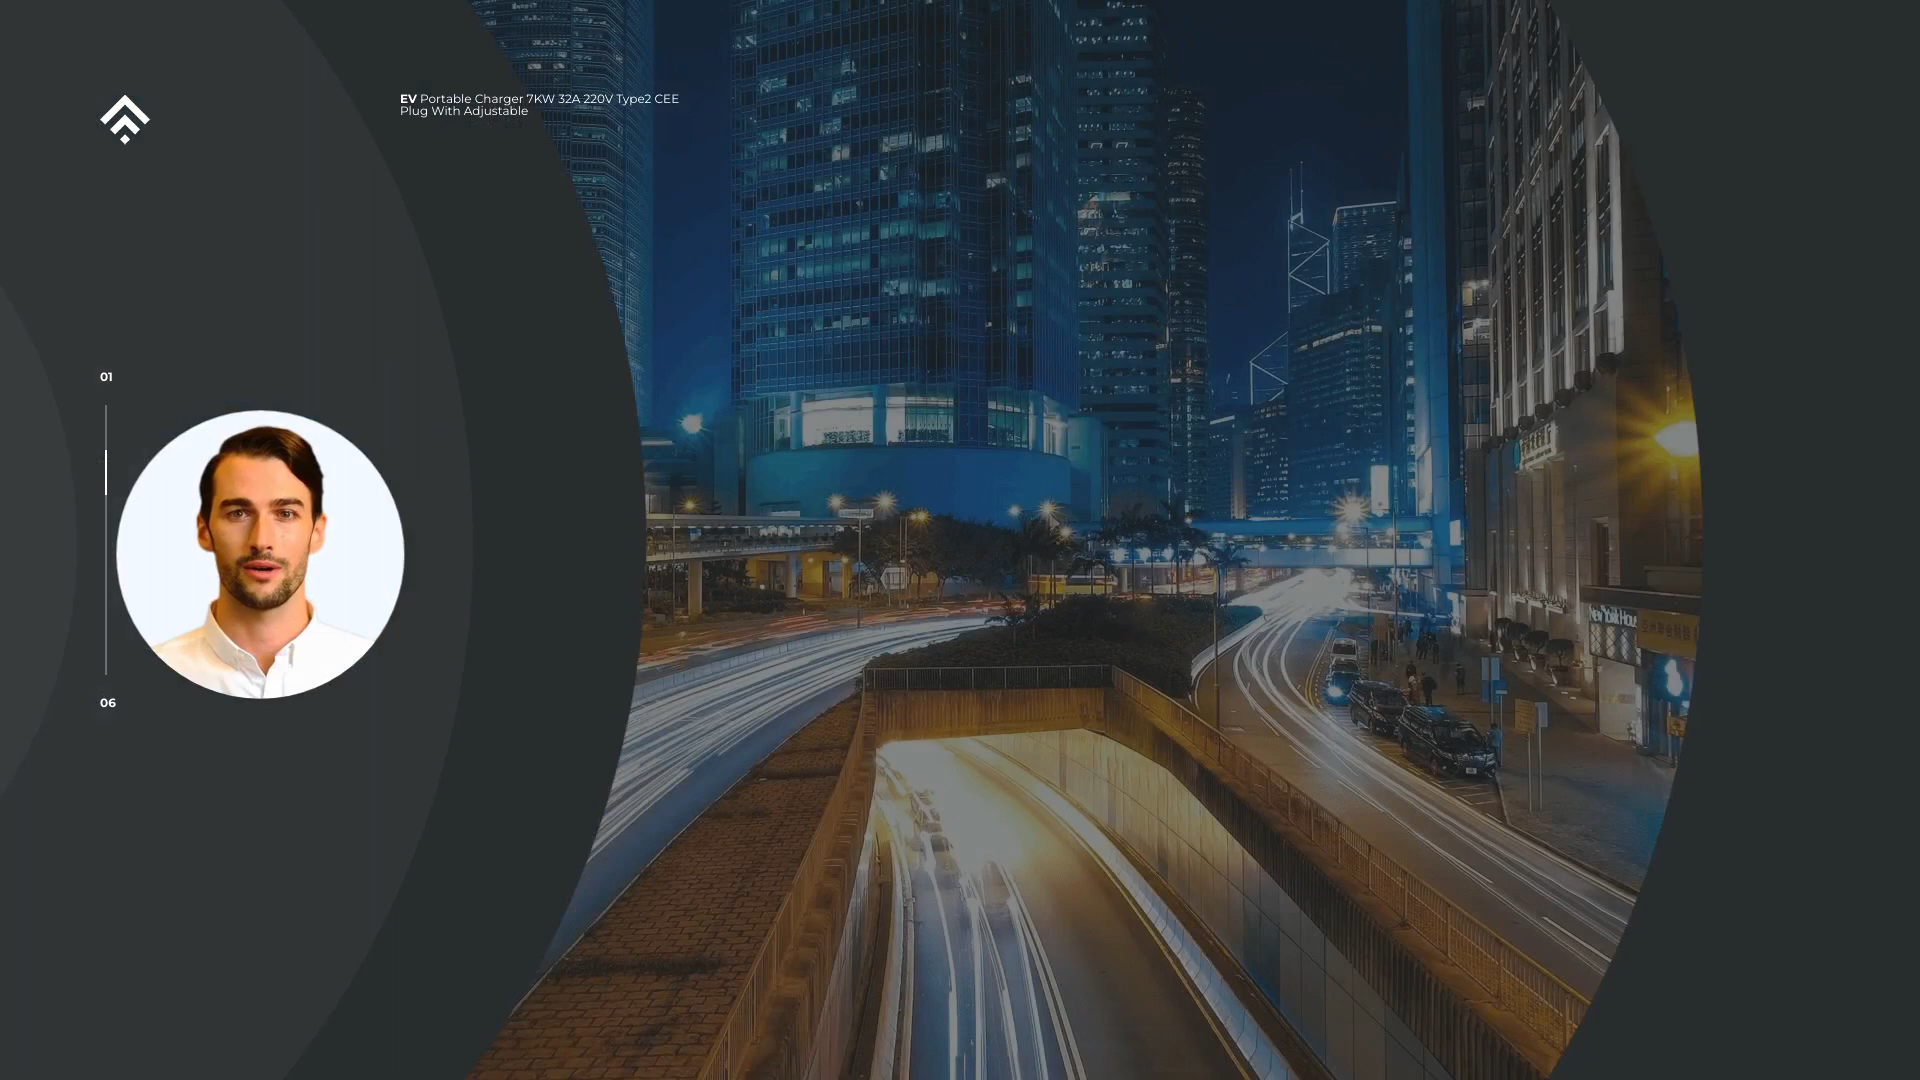 EV Portable Charger 7KW 32A 220V Type2 CEE
Plug With Adjustable
01
06